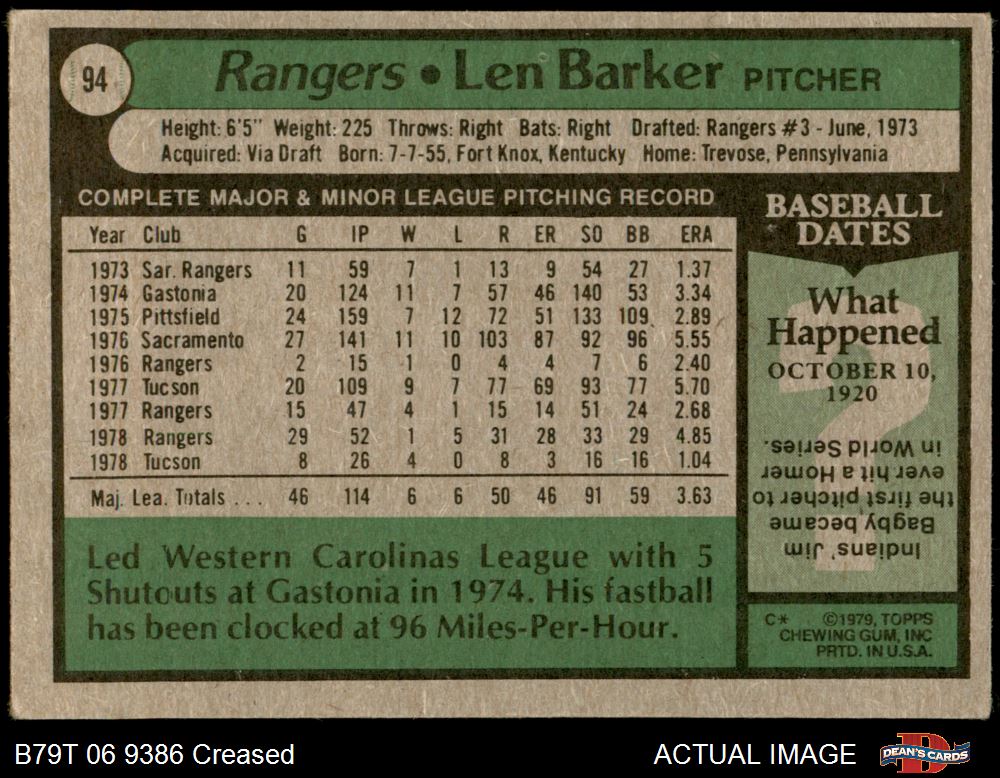 94
Rangers • Len Barker PITCHER
Height: 6'5" Weight: 225 Throws: Right Bats: Right Drafted: Rangers #3 - June, 1973
Acquired: Via Draft Born: 7-7-55, Fort Knox, Kentucky Home: Trevose, Pennsylvania
COMPLETE MAJOR & MINOR LEAGUE PITCHING RECORD
Year Club G IP W L R ER SO BB ERA
1973 Sar. Rangers 11 59 7 1 13 9 54 27 1.37
1974 Gastonia 20 124 11 7 57 46 140 53 3.34
1975 Pittsfield 24 159 7 12 72 51 133 109 2.89
1976 Sacramento 27 141 11 10 103 87 92 96 5.55
1976 Rangers 2 15 1 0 4 4 7 6 2.40
1977 Tucson 20 109 9 7 77 69 93 77 5.70
1977 Rangers 15 47 4 1 15 14 51 24 2.68
1978 Rangers 29 52 1 5 31 28 33 29 4.85
1978 Tucson 8 26 4 0 8 3 16 16 1.04
Maj. Lea. Totals . . . 46 114 6 6 50 46 91 59 3.63
Led Western Carolinas League with 5
Shutouts at Gastonia in 1974. His fastball
has been clocked at 96 Miles-Per-Hour.
BASEBALL
DATES
What
Happened
OCTOBER 10,
1920
?
Indians' Jim
Bagby became
the first pitcher to
ever hit a Homer
in World Series.
C* ©1979, TOPPS
CHEWING GUM, INC
PRTD. IN U.S.A.
B79T 06 9386 Creased
ACTUAL IMAGE
DEAN'S CARDS